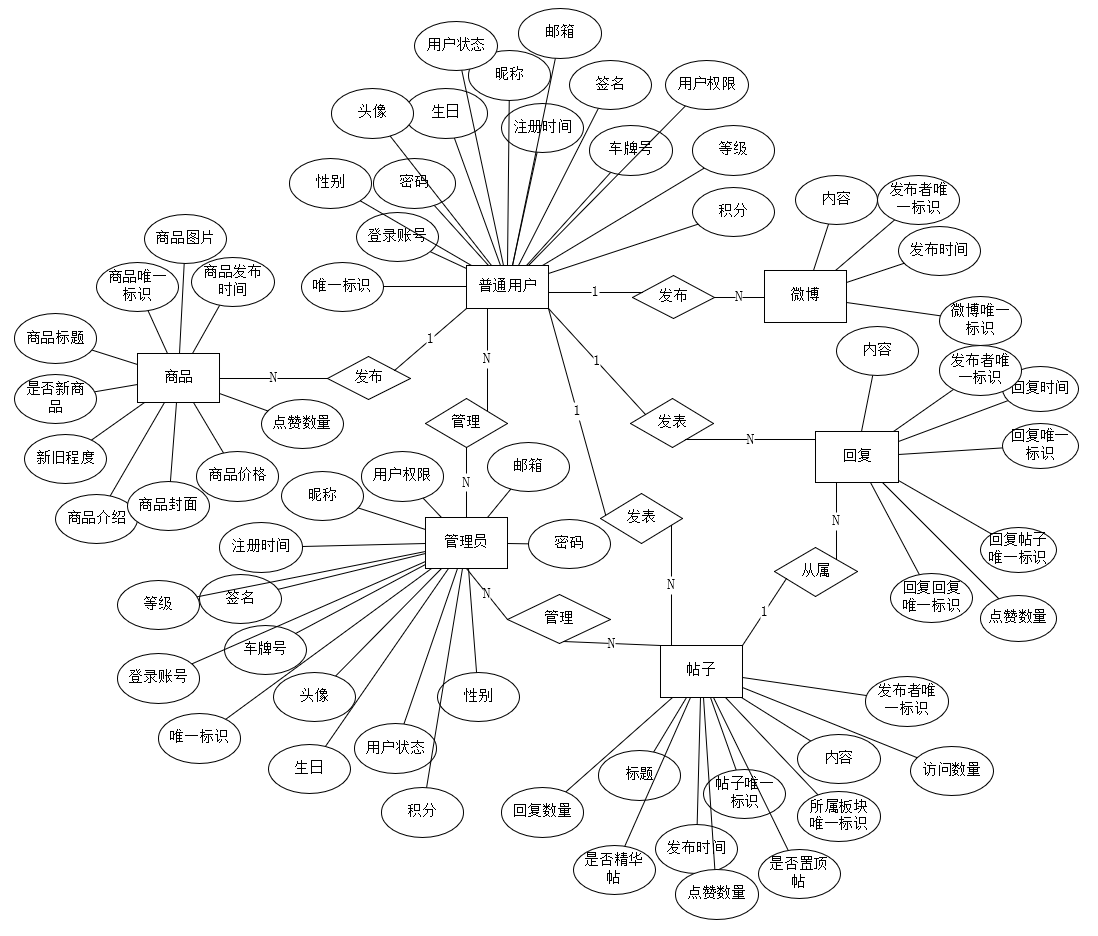 邮箱
用户状态
昵称
签名
用户权限
头像
生日
注册时间
车牌号
等级
性别
密码
积分
登录账号
唯一标识
普通用户
1
发布
N
微博
内容
发布者唯
一标识
发布时间
微博唯一
标识
商品图片
商品唯一
标识
商品发布
时间
商品标题
商品
是否新商
品
新旧程度
商品介绍
商品封面
商品价格
点赞数量
N
发布
1
N
管理
N
1
发表
N
1
发表
N
内容
发布者唯
一标识
回复时间
回复唯一
标识
回复
回复帖子
唯一标识
点赞数量
回复回复
唯一标识
N
从属
1
邮箱
用户权限
昵称
注册时间
管理员
密码
等级
签名
车牌号
登录账号
头像
唯一标识
生日
用户状态
积分
性别
N
管理
N
帖子
发布者唯
一标识
访问数量
内容
所属板块
唯一标识
帖子唯一
标识
标题
回复数量
发布时间
是否精华
帖
点赞数量
是否置顶
帖